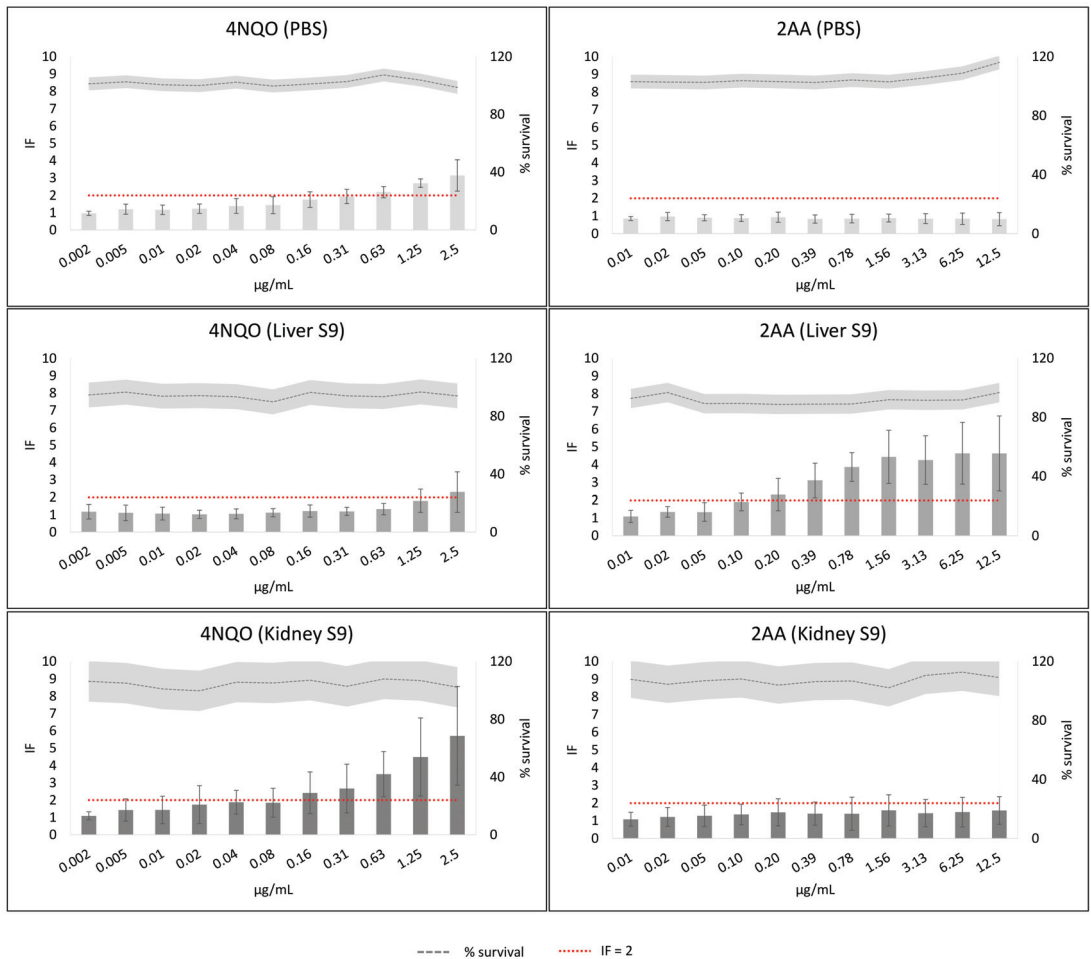 4NQO (PBS)
10
9
8
7
6
5
4
3
2
1
0
IF
120
80
40
0
% survival
0.002 0.005 0.01 0.02 0.04 0.08 0.16 0.31 0.63 1.25 2.5
µg/mL
2AA (PBS)
10
9
8
7
6
5
4
3
2
1
0
IF
120
80
40
0
% survival
0.01 0.02 0.05 0.10 0.20 0.39 0.78 1.56 3.13 6.25 12.5
µg/mL
4NQO (Liver S9)
10
9
8
7
6
5
4
3
2
1
0
IF
120
80
40
0
% survival
0.002 0.005 0.01 0.02 0.04 0.08 0.16 0.31 0.63 1.25 2.5
µg/mL
2AA (Liver S9)
10
9
8
7
6
5
4
3
2
1
0
IF
120
80
40
0
% survival
0.01 0.02 0.05 0.10 0.20 0.39 0.78 1.56 3.13 6.25 12.5
µg/mL
4NQO (Kidney S9)
10
9
8
7
6
5
4
3
2
1
0
IF
120
80
40
0
% survival
0.002 0.005 0.01 0.02 0.04 0.08 0.16 0.31 0.63 1.25 2.5
µg/mL
2AA (Kidney S9)
10
9
8
7
6
5
4
3
2
1
0
IF
120
80
40
0
% survival
0.01 0.02 0.05 0.10 0.20 0.39 0.78 1.56 3.13 6.25 12.5
µg/mL
% survival IF = 2